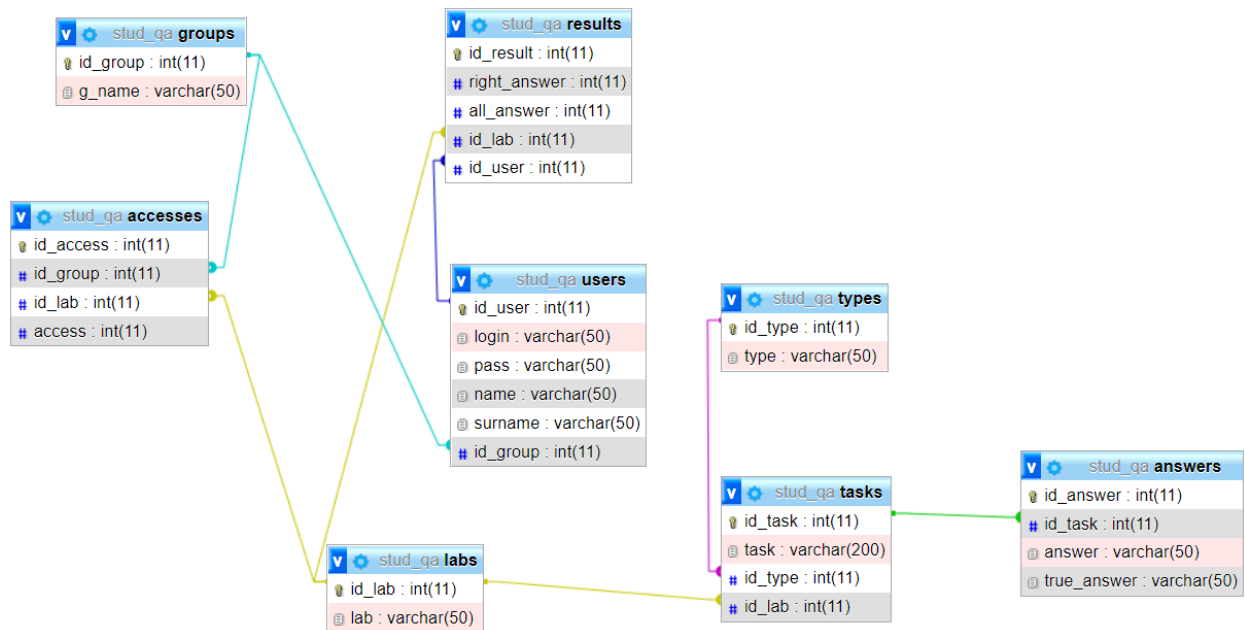 stud_qa groups
id_group : int(11)
g_name : varchar(50)
stud_qa results
id_result : int(11)
right_answer : int(11)
all_answer : int(11)
id_lab : int(11)
id_user : int(11)
stud_qa accesses
id_access : int(11)
id_group : int(11)
id_lab : int(11)
access : int(11)
stud_qa users
id_user : int(11)
login : varchar(50)
pass : varchar(50)
name : varchar(50)
surname : varchar(50)
id_group : int(11)
stud_qa types
id_type : int(11)
type : varchar(50)
stud_qa labs
id_lab : int(11)
lab : varchar(50)
stud_qa tasks
id_task : int(11)
task : varchar(200)
id_type : int(11)
id_lab : int(11)
stud_qa answers
id_answer : int(11)
id_task : int(11)
answer : varchar(50)
true_answer : varchar(50)